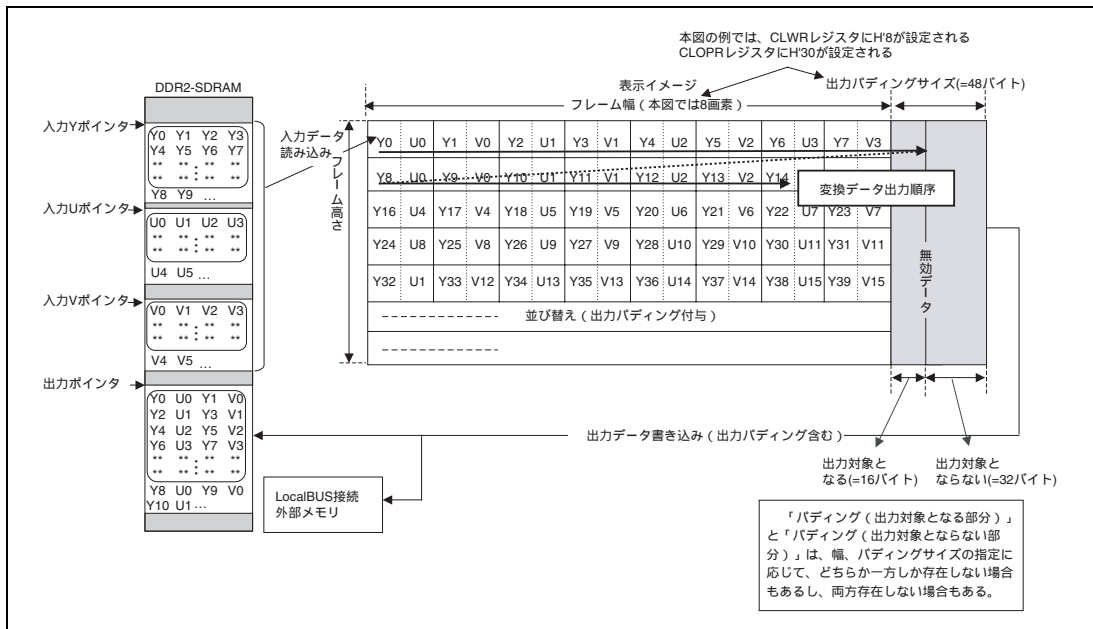 本図の例では、CLWRレジスタにH'8が設定される
CLOPRレジスタにH'30が設定される
DDR2-SDRAM
表示イメージ
出力パディングサイズ(=48バイト)
フレーム幅（本図では8画素）
入力Yポインタ
Y0 Y1 Y2 Y3
Y4 Y5 Y6 Y7
** ** : ** **
** ** : ** **
Y8 Y9 ...
入力Uポインタ
U0 U1 U2 U3
** ** : ** **
** ** : ** **
U4 U5 ...
入力Vポインタ
V0 V1 V2 V3
** ** : ** **
** ** : ** **
V4 V5 ...
出力ポインタ
Y0 U0 Y1 V0
Y2 U1 Y3 V1
Y4 U2 Y5 V2
Y6 U3 Y7 V3
** ** : ** **
** ** : ** **
Y8 U0 Y9 V0
Y10 U1 ...
入力データ
読み込み
フレーム高さ
Y0 U0 Y1 V0 Y2 U1 Y3 V1 Y4 U2 Y5 V2 Y6 U3 Y7 V3
Y8 U0 Y9 V0 Y10 U1 Y11 V1 Y12 U2 Y13 V2 Y14
変換データ出力順序
Y16 U4 Y17 V4 Y18 U5 Y19 V5 Y20 U6 Y21 V6 Y22 U7 Y23 V7
Y24 U8 Y25 V8 Y26 U9 Y27 V9 Y28 U10 Y29 V10 Y30 U11 Y31 V11
Y32 U1 Y33 V12 Y34 U13 Y35 V13 Y36 U14 Y37 V14 Y38 U15 Y39 V15
並び替え（出力パディング付与）
無効データ
出力データ書き込み（出力パディング含む）
LocalBUS接続
外部メモリ
出力対象と
なる(=16バイト)
出力対象と
ならない(=32バイト)
「パディング（出力対象となる部分）」
と「パディング（出力対象とならない部
分）」は、幅、パディングサイズの指定に
応じて、どちらか一方しか存在しない場合
もあるし、両方存在しない場合もある。